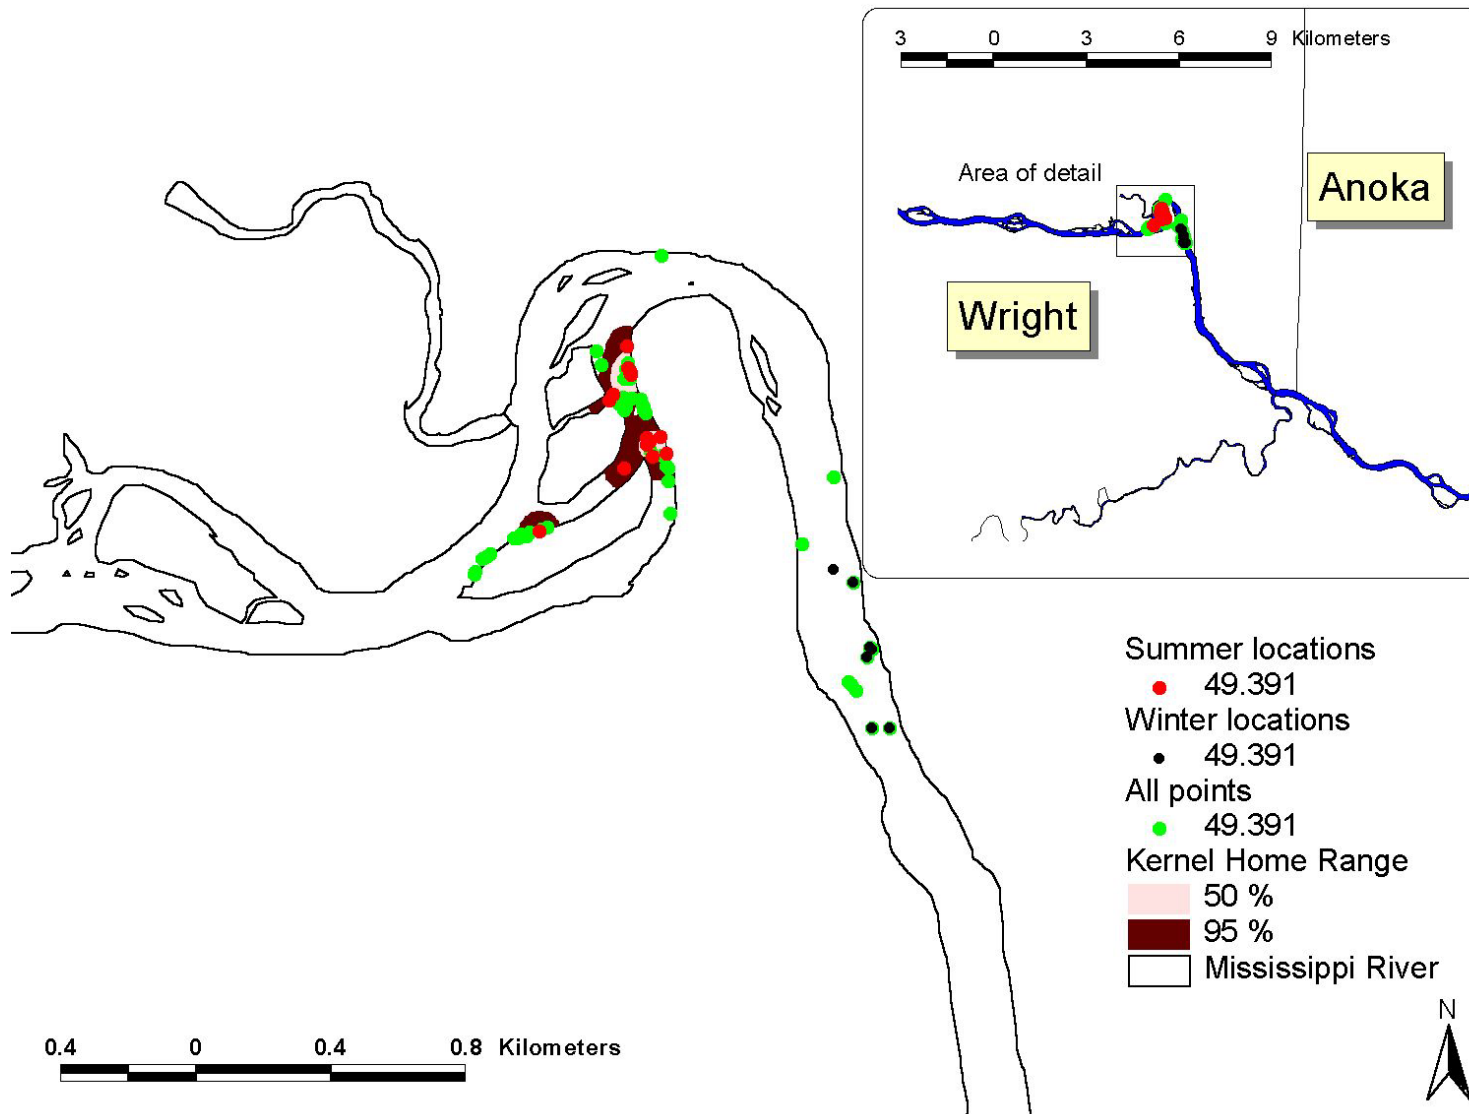 3 0 3 6 9 Kilometers
Area of detail
Anoka
Wright
Summer locations
49.391
Winter locations
49.391
All points
49.391
Kernel Home Range
50 %
95 %
Mississippi River
N
0.4 0 0.4 0.8 Kilometers